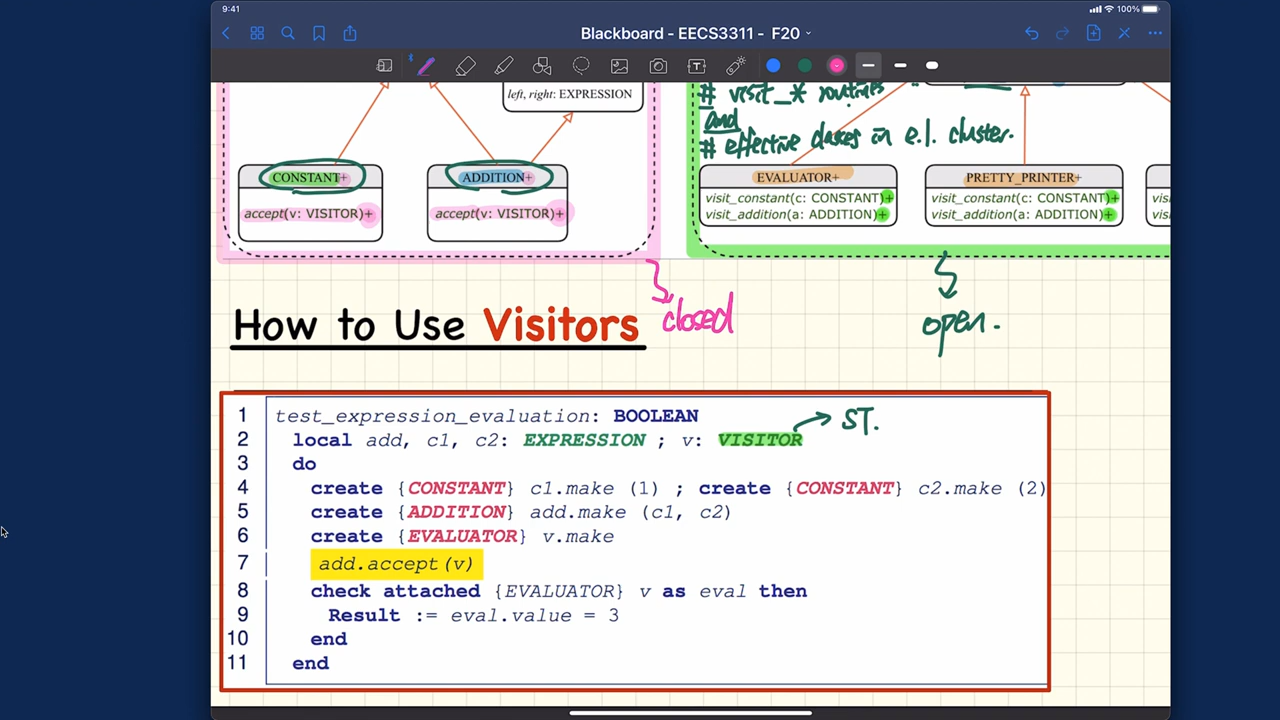 9:41
100%
Blackboard - EECS3311 - F20
left, right: EXPRESSION
# visit_* routines
and
# effective classes in e.l. cluster.
CONSTANT+
accept(v: VISITOR)+
ADDITION+
accept(v: VISITOR)+
EVALUATOR+
visit_constant(c: CONSTANT)+
visit_addition(a: ADDITION)+
PRETTY_PRINTER+
visit_constant(c: CONSTANT)+
visit_addition(a: ADDITION)+
closed
open.
How to Use Visitors
1 test_expression_evaluation: BOOLEAN
ST.
2 local add, c1, c2: EXPRESSION ; v: VISITOR
3 do
4 create {CONSTANT} c1.make (1) ; create {CONSTANT} c2.make (2)
5 create {ADDITION} add.make (c1, c2)
6 create {EVALUATOR} v.make
7 add.accept(v)
8 check attached {EVALUATOR} v as eval then
9 Result := eval.value = 3
10 end
11 end